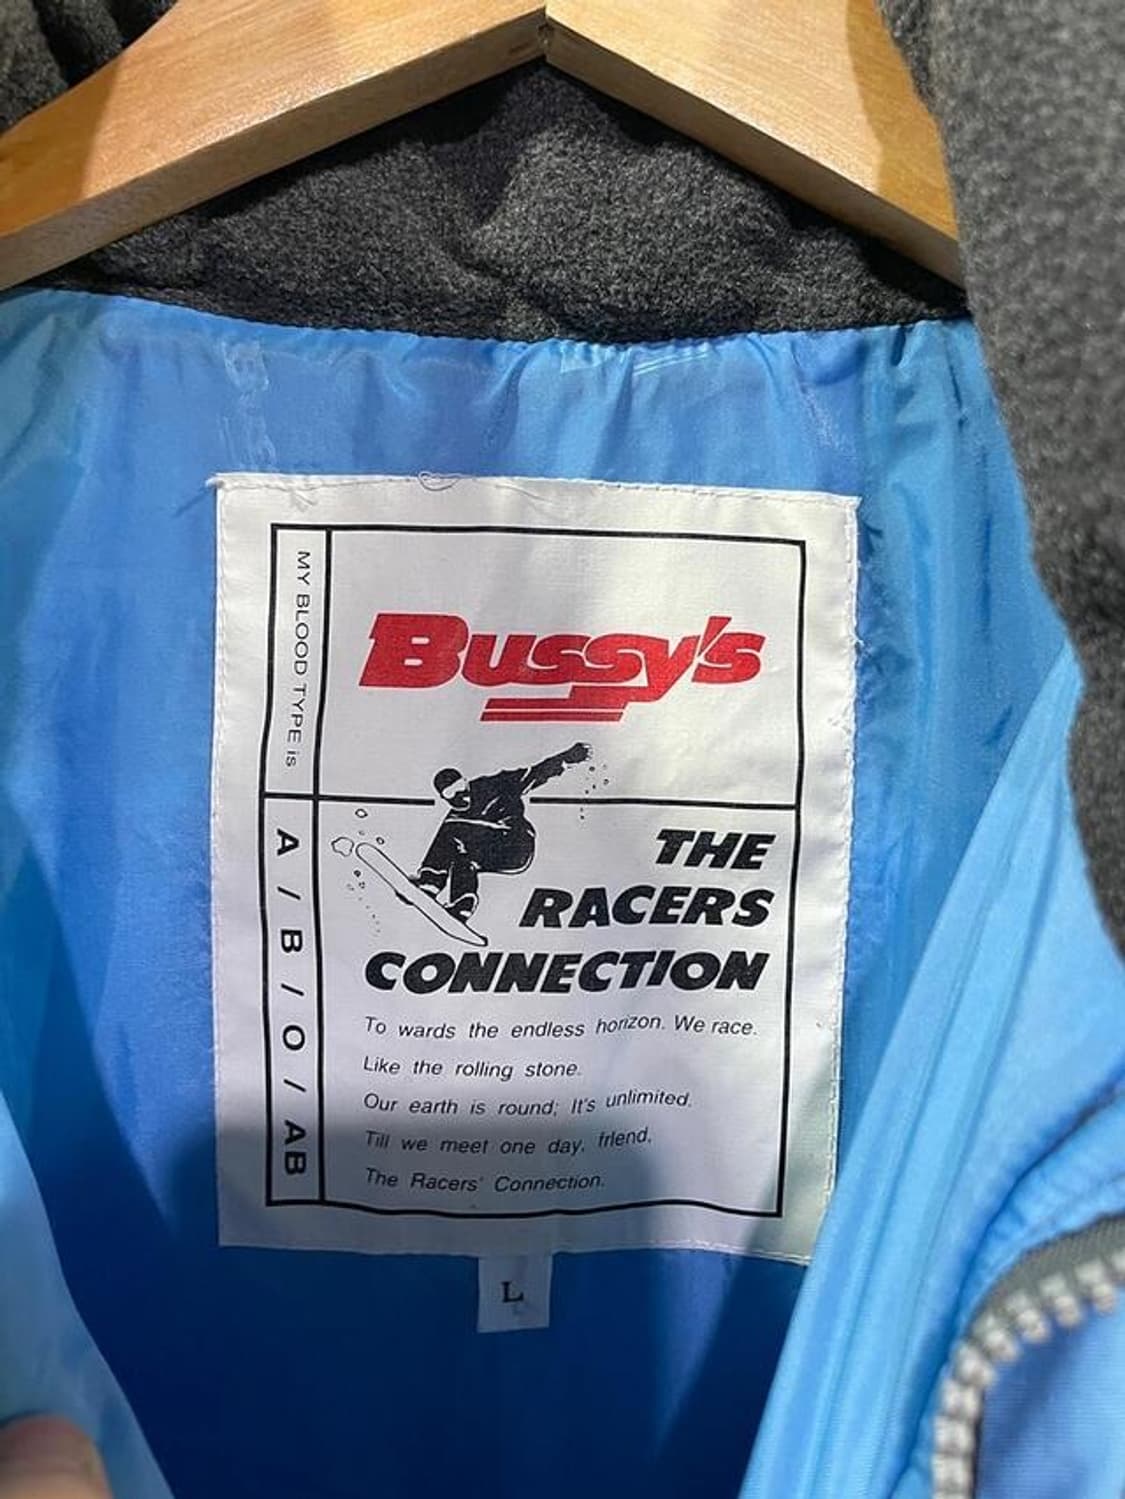 MY BLOOD TYPE is
A / B / O / AB
Bussy's
THE
RACERS
CONNECTION
To wards the endless horizon. We race.
Like the rolling stone.
Our earth is round; It's unlimited.
Till we meet one day, friend.
The Racers' Connection.
L